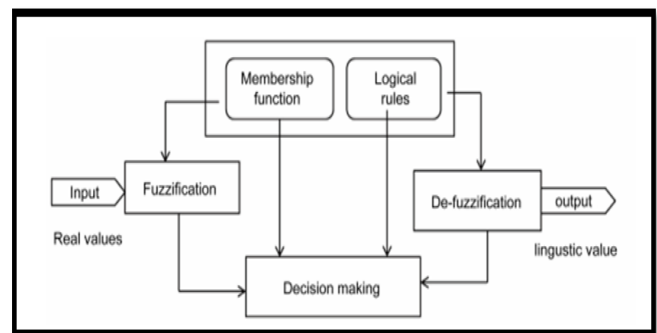 Membership
function
Logical
rules
Input
Fuzzification
De-fuzzification
output
Real values
lingustic value
Decision making